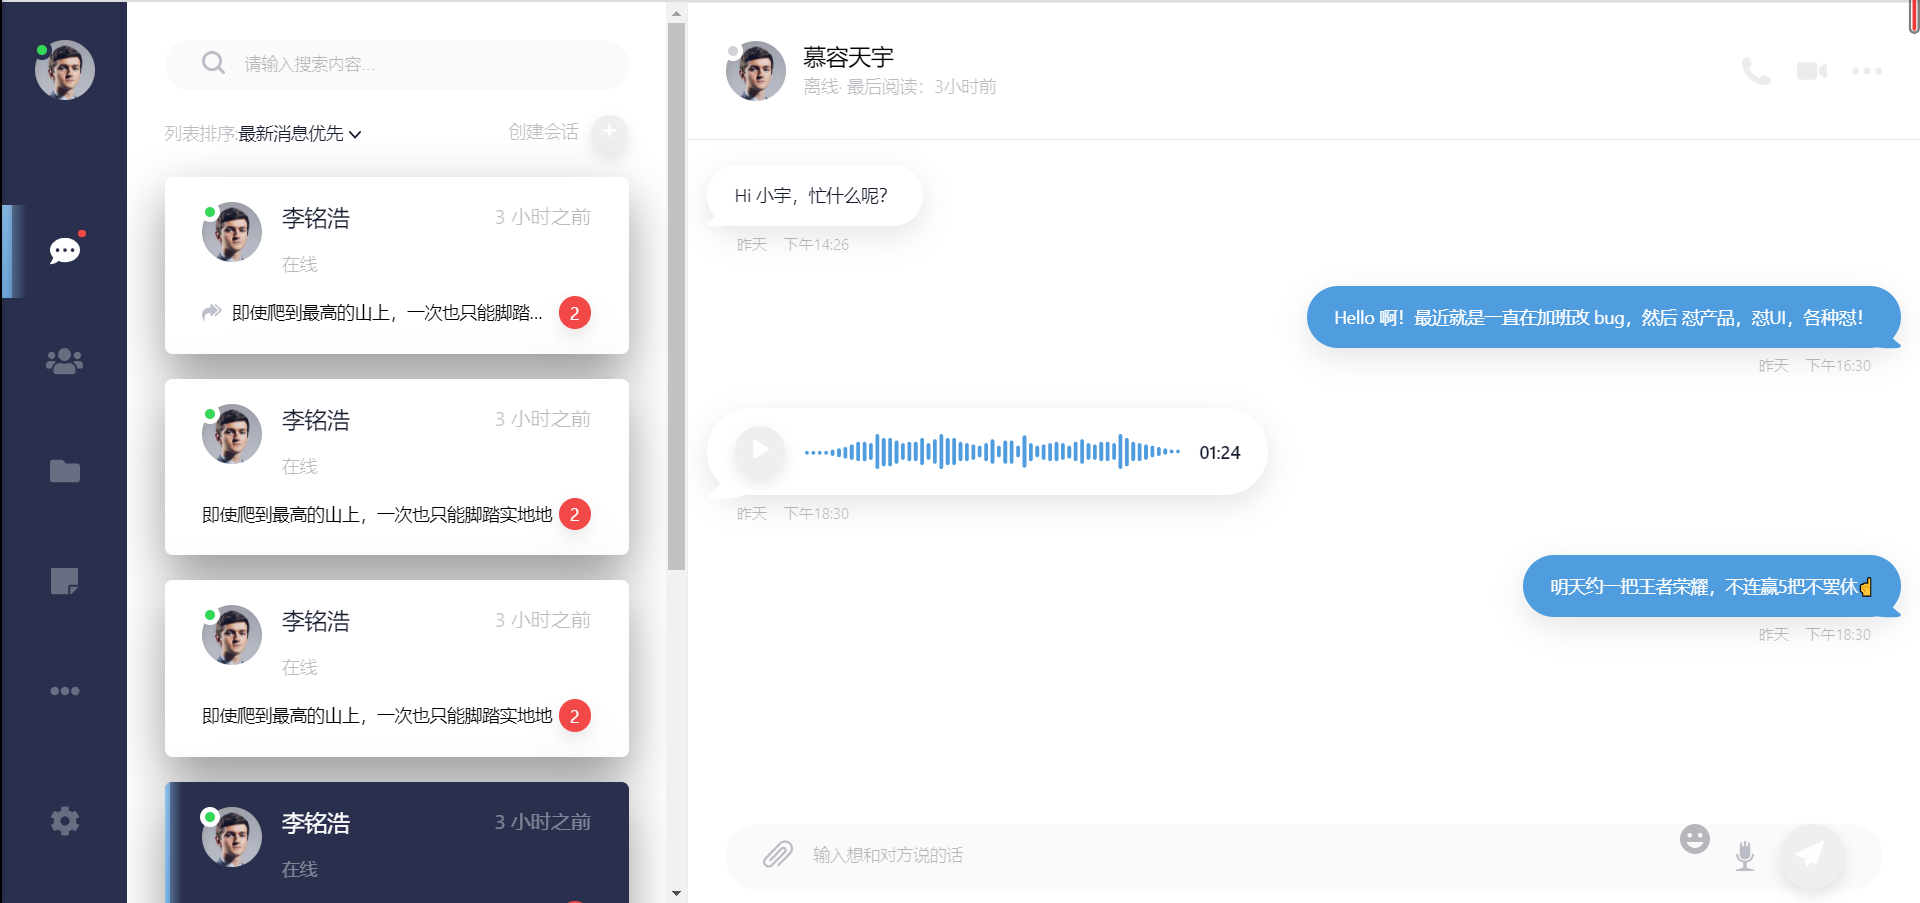 请输入搜索内容...
列表排序:最新消息优先
创建会话
李铭浩
3 小时之前
在线
即使爬到最高的山上，一次也只能脚踏...
2
李铭浩
3 小时之前
在线
即使爬到最高的山上，一次也只能脚踏实地地
2
李铭浩
3 小时之前
在线
即使爬到最高的山上，一次也只能脚踏实地地
2
李铭浩
3 小时之前
在线
慕容天宇
离线· 最后阅读：3小时前
Hi 小宇，忙什么呢？
昨天 下午14:26
Hello 啊！最近就是一直在加班改 bug，然后 怼产品，怼UI，各种怼！
昨天 下午16:30
01:24
昨天 下午18:30
明天约一把王者荣耀，不连赢5把不罢休☝
昨天 下午18:30
输入想和对方说的话